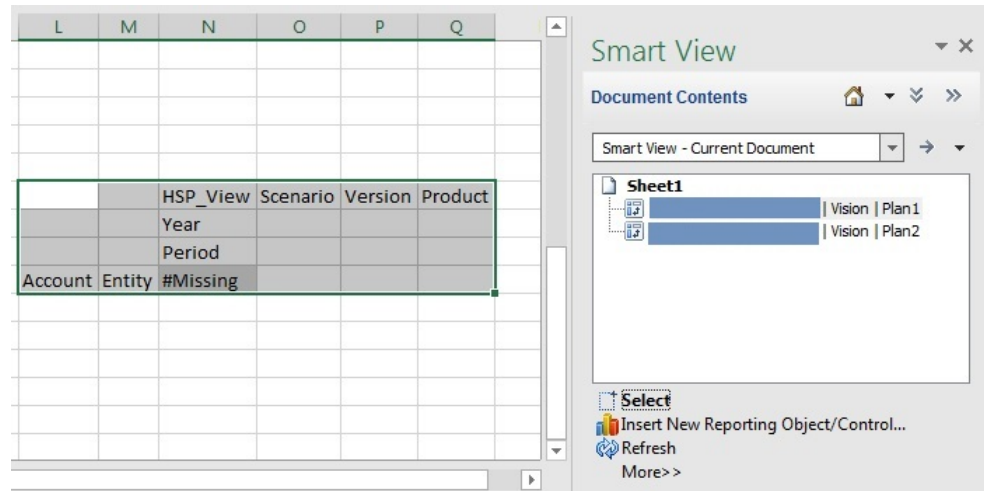 L M N O P Q
HSP_View Scenario Version Product
Year
Period
Account Entity #Missing
Smart View
Document Contents
Smart View - Current Document
Sheet1
| Vision | Plan1
| Vision | Plan2
Select
Insert New Reporting Object/Control...
Refresh
More>>